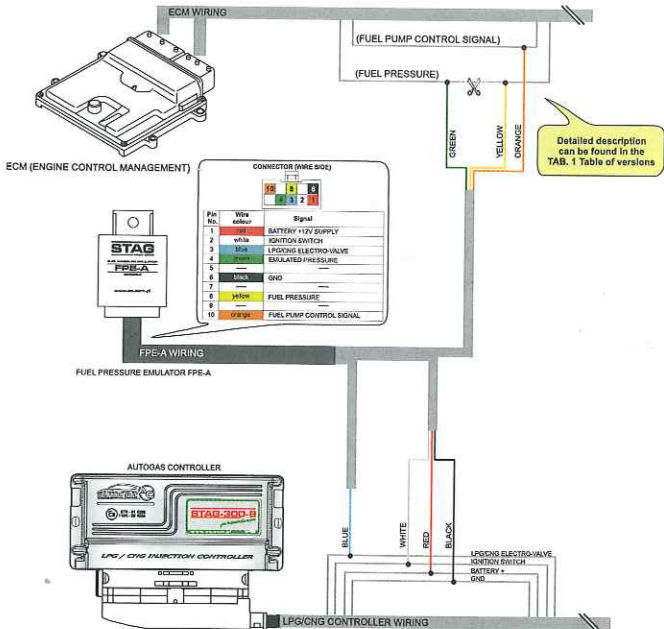 ECM WIRING
(FUEL PUMP CONTROL SIGNAL)
(FUEL PRESSURE)
GREEN
YELLOW
ORANGE
Detailed description
can be found in the
TAB. 1 Table of versions
ECM (ENGINE CONTROL MANAGEMENT)
CONNECTOR (WIRE SIDE)
10 8 6
4 3 2 1
Pin No. Wire colour Signal
1 red BATTERY +12V SUPPLY
2 white IGNITION SWITCH
3 blue LPG/CNG ELECTRO-VALVE
4 green EMULATED PRESSURE
5 — —
6 black GND
7 — —
8 yellow FUEL PRESSURE
9 — —
10 orange FUEL PUMP CONTROL SIGNAL
STAG
FPE-A
FPE-A WIRING
FUEL PRESSURE EMULATOR FPE-A
AUTOGAS CONTROLLER
STAG-300-8
LPG / CNG INJECTION CONTROLLER
BLUE
WHITE
RED
BLACK
LPG/CNG ELECTRO-VALVE
IGNITION SWITCH
BATTERY +
GND
LPG/CNG CONTROLLER WIRING